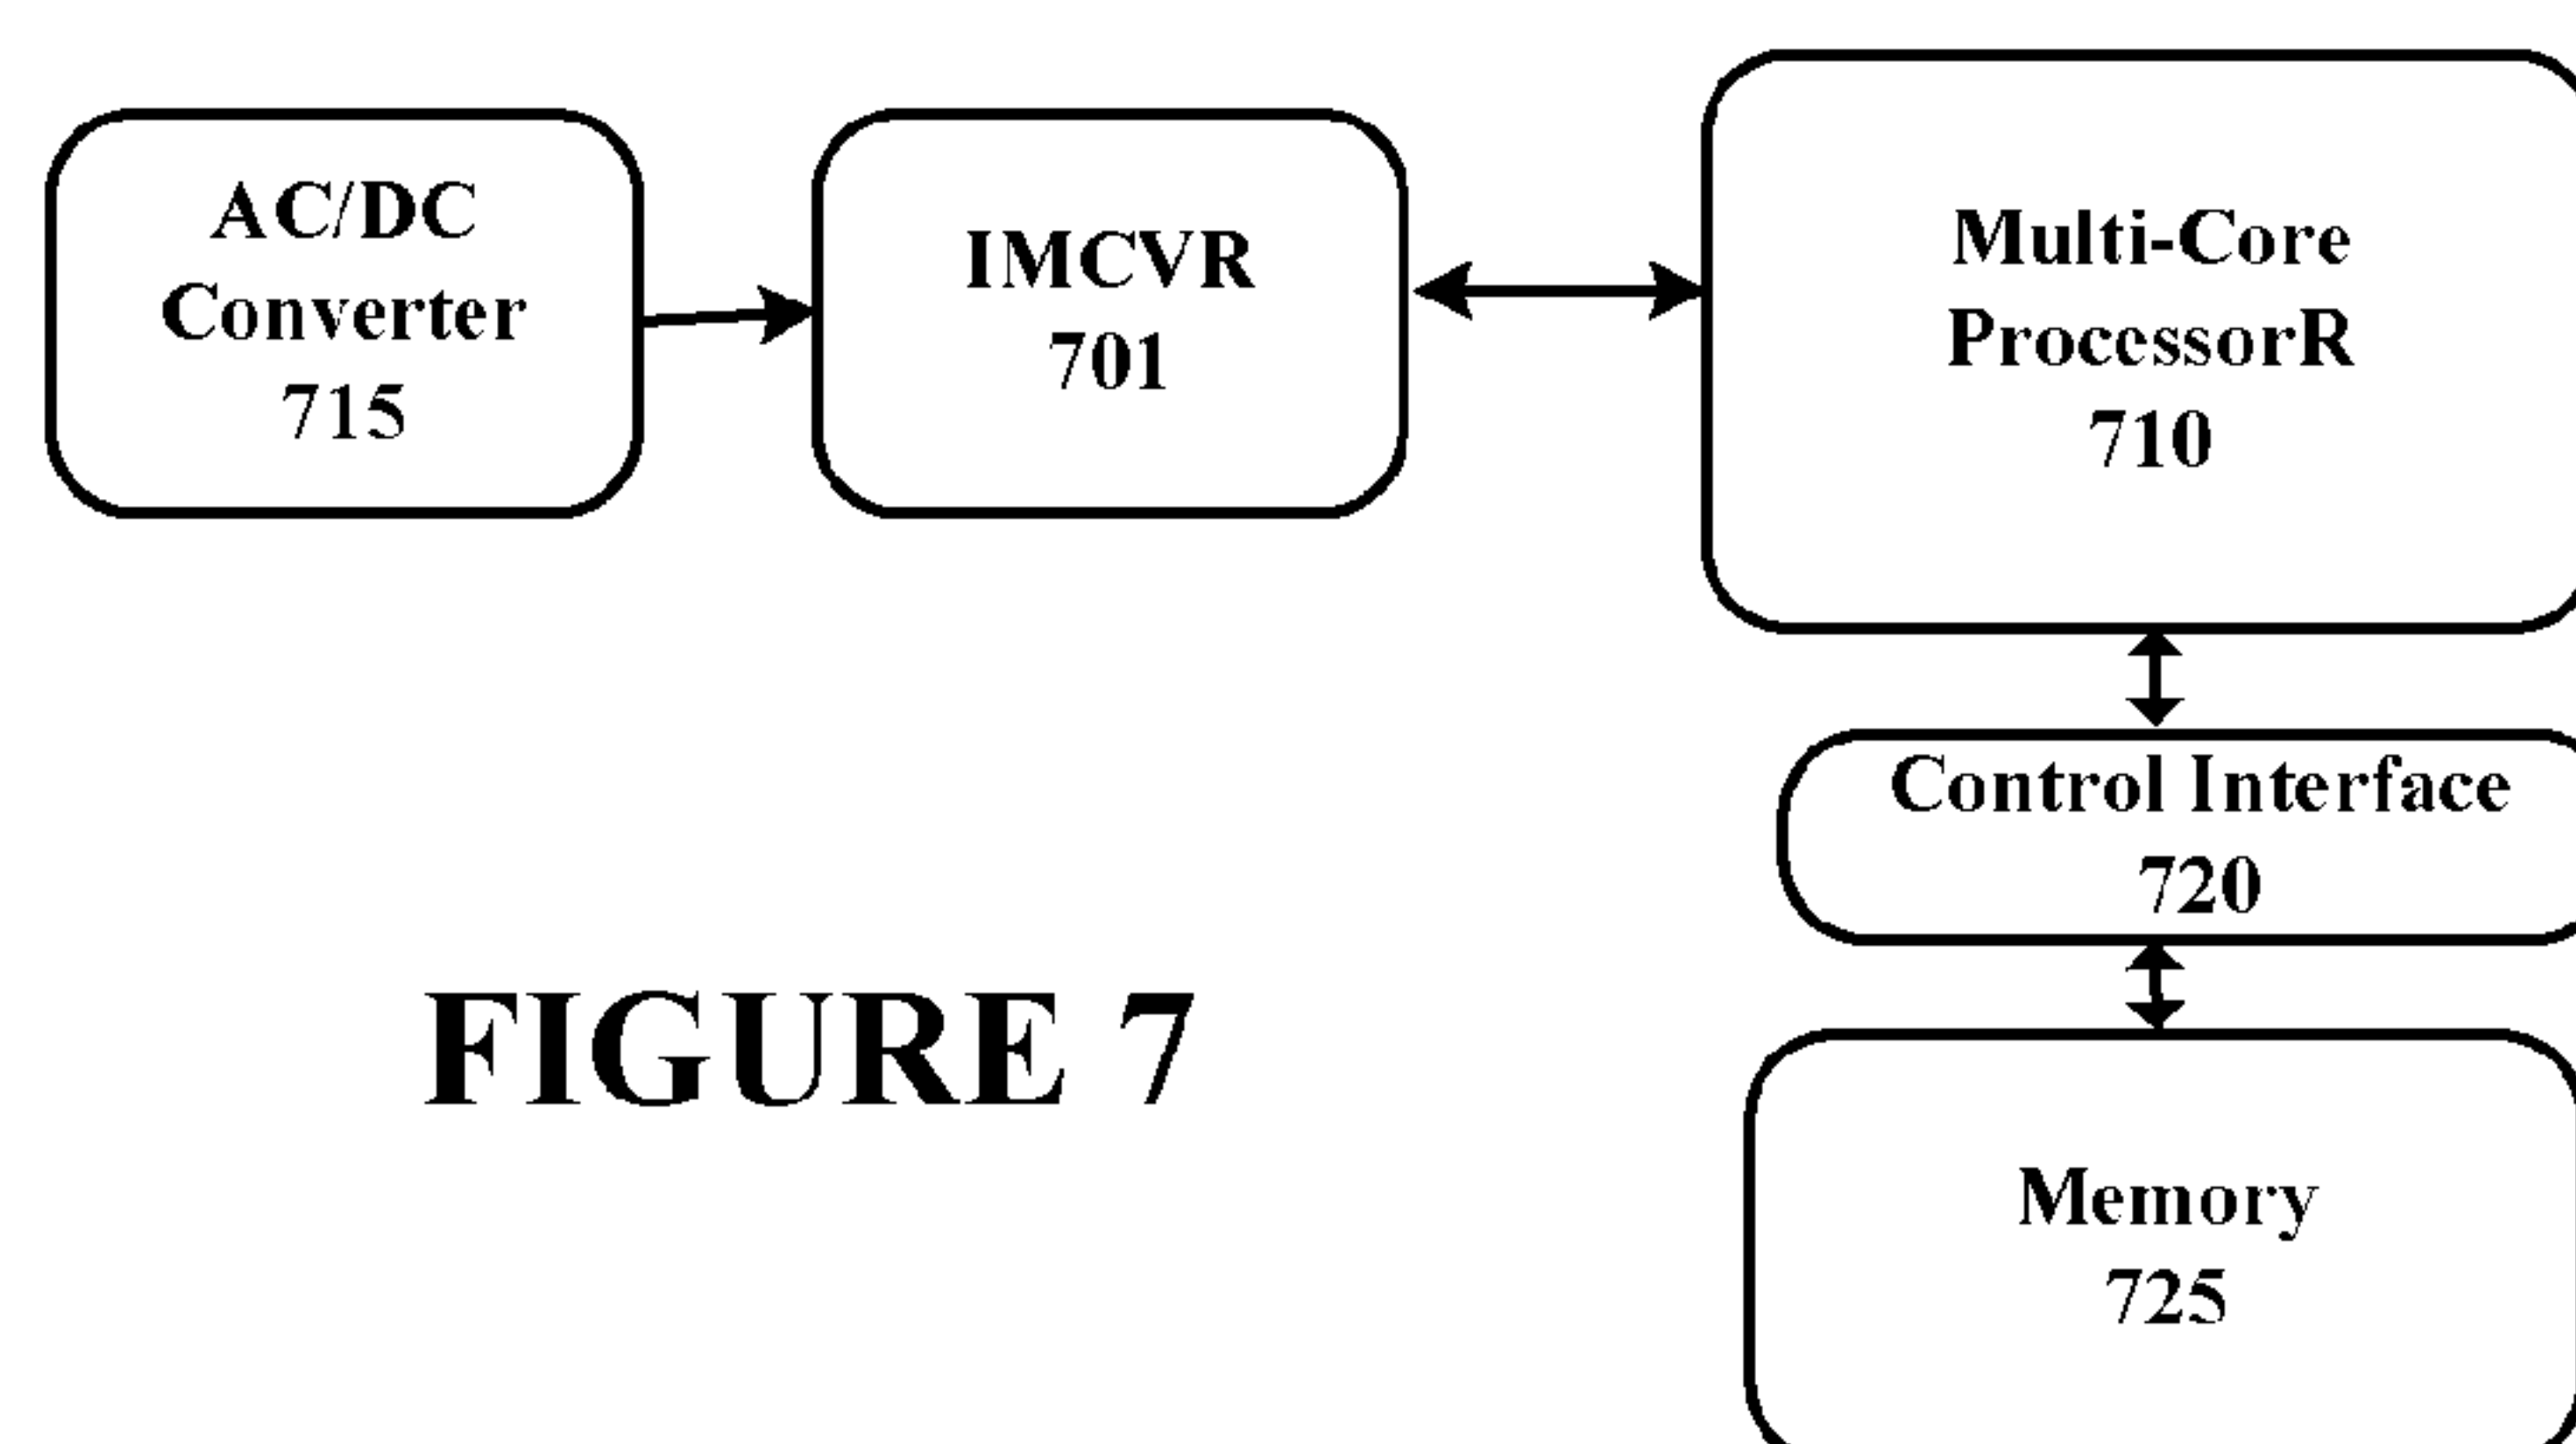 AC/DC
Converter
715
IMCVR
701
Multi-Core
ProcessorR
710
Control Interface
720
FIGURE 7
Memory
725